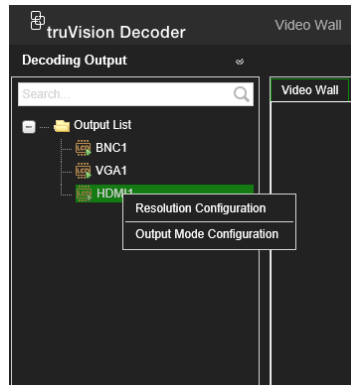 truVision Decoder
Video Wall
Decoding Output
Search...
Video Wall
Output List
BNC1
VGA1
HDMI1
Resolution Configuration
Output Mode Configuration